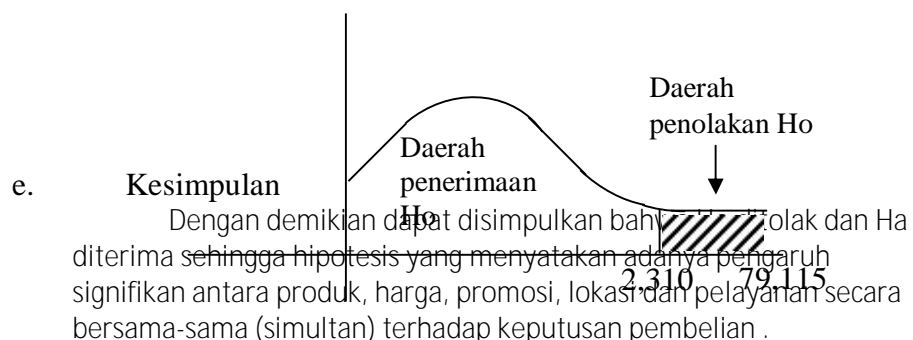 Daerah
penolakan Ho
Daerah
penerimaan
Ho
e. Kesimpulan
Dengan demikian dapat disimpulkan olak dan Ha
diterima sehingga hipotesis yang menyatakan adanya pengaruh
2,310 79,115
signifikan antara produk, harga, promosi, lokasi dan pelayanan secara
bersama-sama (simultan) terhadap keputusan pembelian .